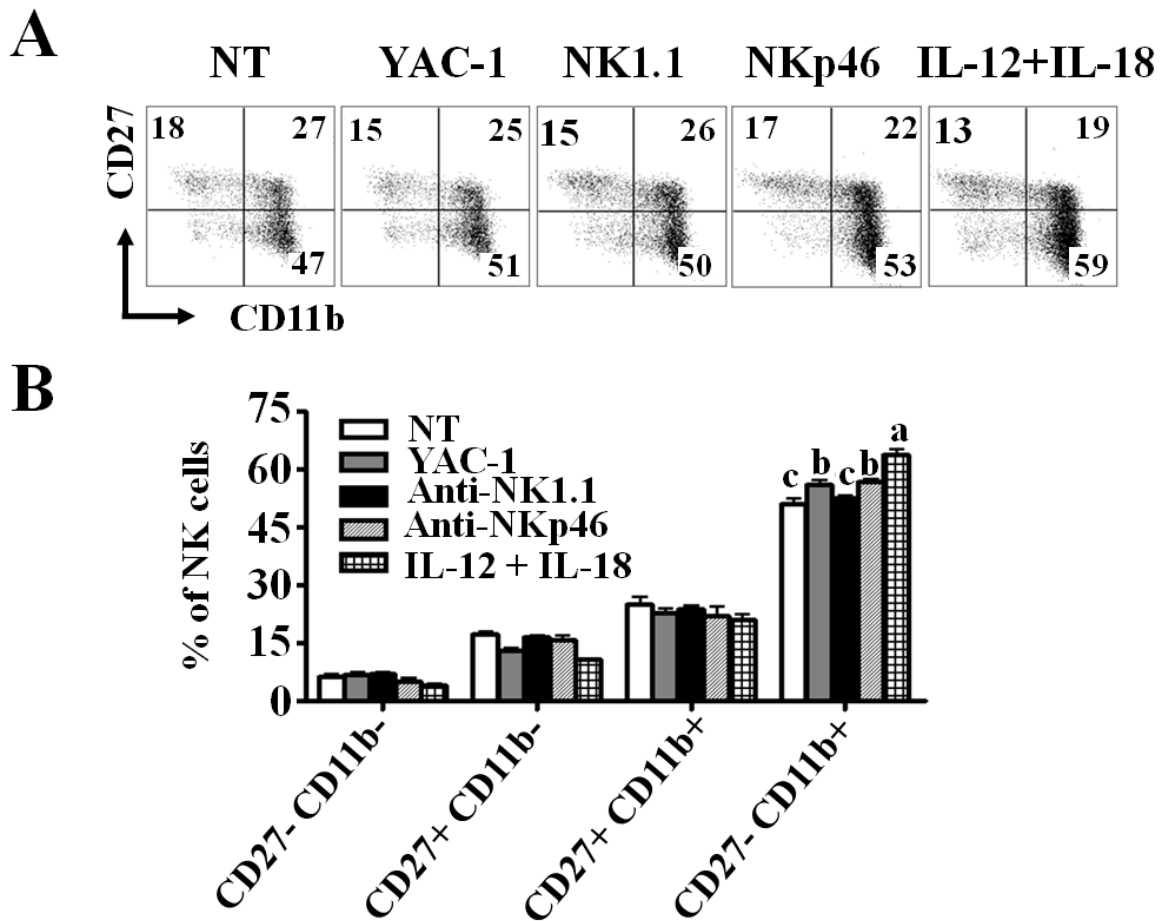 A
NT YAC-1 NK1.1 NKp46 IL-12+IL-18
CD27
18 27 15 25 15 26 17 22 13 19
47 51 50 53 59
CD11b
B
% of NK cells
75
60
45
30
15
0
NT
YAC-1
Anti-NK1.1
Anti-NKp46
IL-12 + IL-18
c b c b a
CD27- CD11b-
CD27+ CD11b-
CD27+ CD11b+
CD27- CD11b+